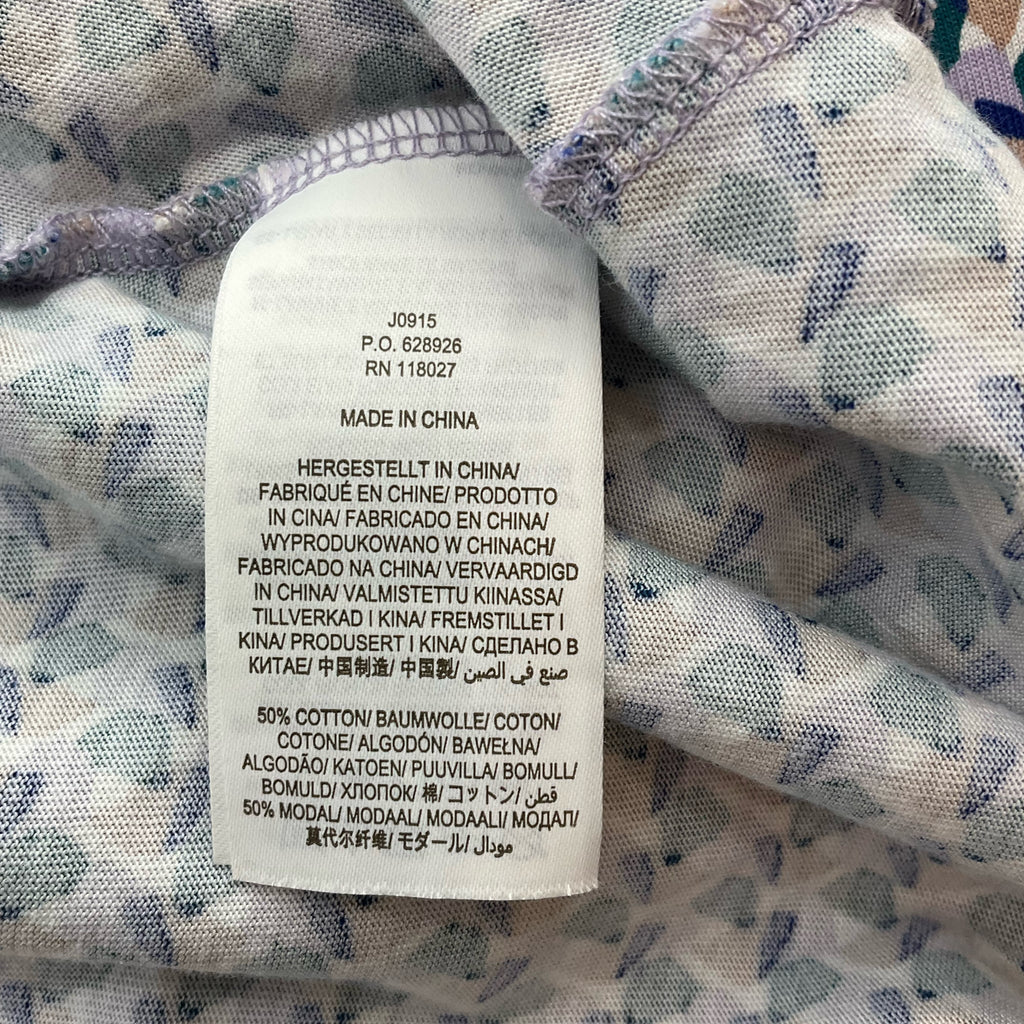 J0915
P.O. 628926
RN 118027
MADE IN CHINA
HERGESTELLT IN CHINA/
FABRIQUÉ EN CHINE/ PRODOTTO
IN CINA/ FABRICADO EN CHINA/
WYPRODUKOWANO W CHINACH/
FABRICADO NA CHINA/ VERVAARDIGD
IN CHINA/ VALMISTETTU KIINASSA/
TILLVERKAD I KINA/ FREMSTILLET I
KINA/ PRODUSERT I KINA/ СДЕЛАНО В
КИТАЕ/ 中国制造/ 中國製/ صنع في الصين
50% COTTON/ BAUMWOLLE/ COTON/
COTONE/ ALGODÓN/ BAWEŁNA/
ALGODÃO/ KATOEN/ PUUVILLA/ BOMULL/
BOMULD/ ХЛОПОК/ 棉/ コットン/ قطن
50% MODAL/ MODAAL/ MODAALI/ МОДАЛ/
莫代尔纤维/ モダール/ مودال